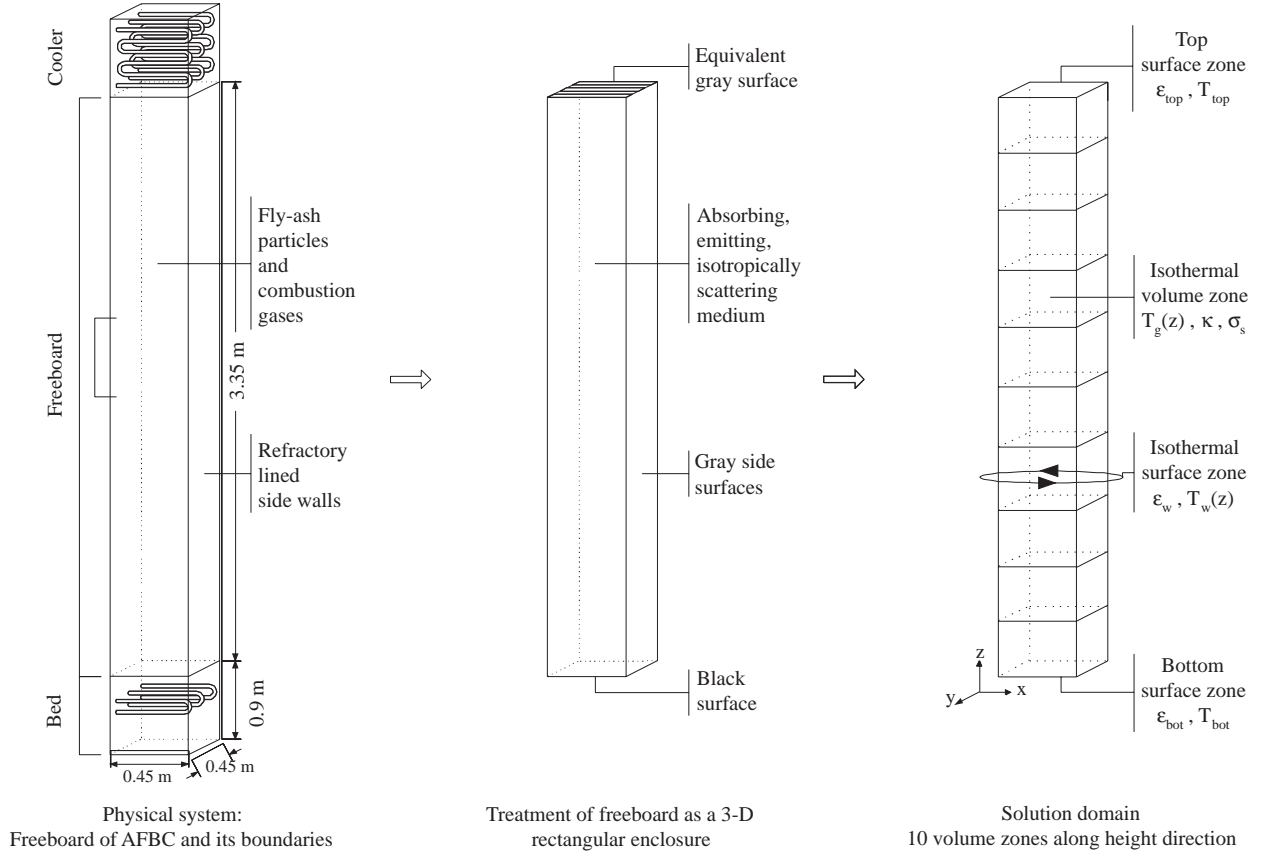 Cooler
Freeboard
Bed
Fly-ash
particles
and
combustion
gases
3.35 m
Refractory
lined
side walls
0.9 m
0.45 m
0.45 m
Physical system:
Freeboard of AFBC and its boundaries
Equivalent
gray surface
Absorbing,
emitting,
isotropically
scattering
medium
Gray side
surfaces
Black
surface
Treatment of freeboard as a 3-D
rectangular enclosure
Top
surface zone
ε_top , T_top
Isothermal
volume zone
T_g(z) , κ, σ_s
Isothermal
surface zone
ε_w , T_w(z)
Bottom
surface zone
ε_bot , T_bot
z
y
x
Solution domain
10 volume zones along height direction